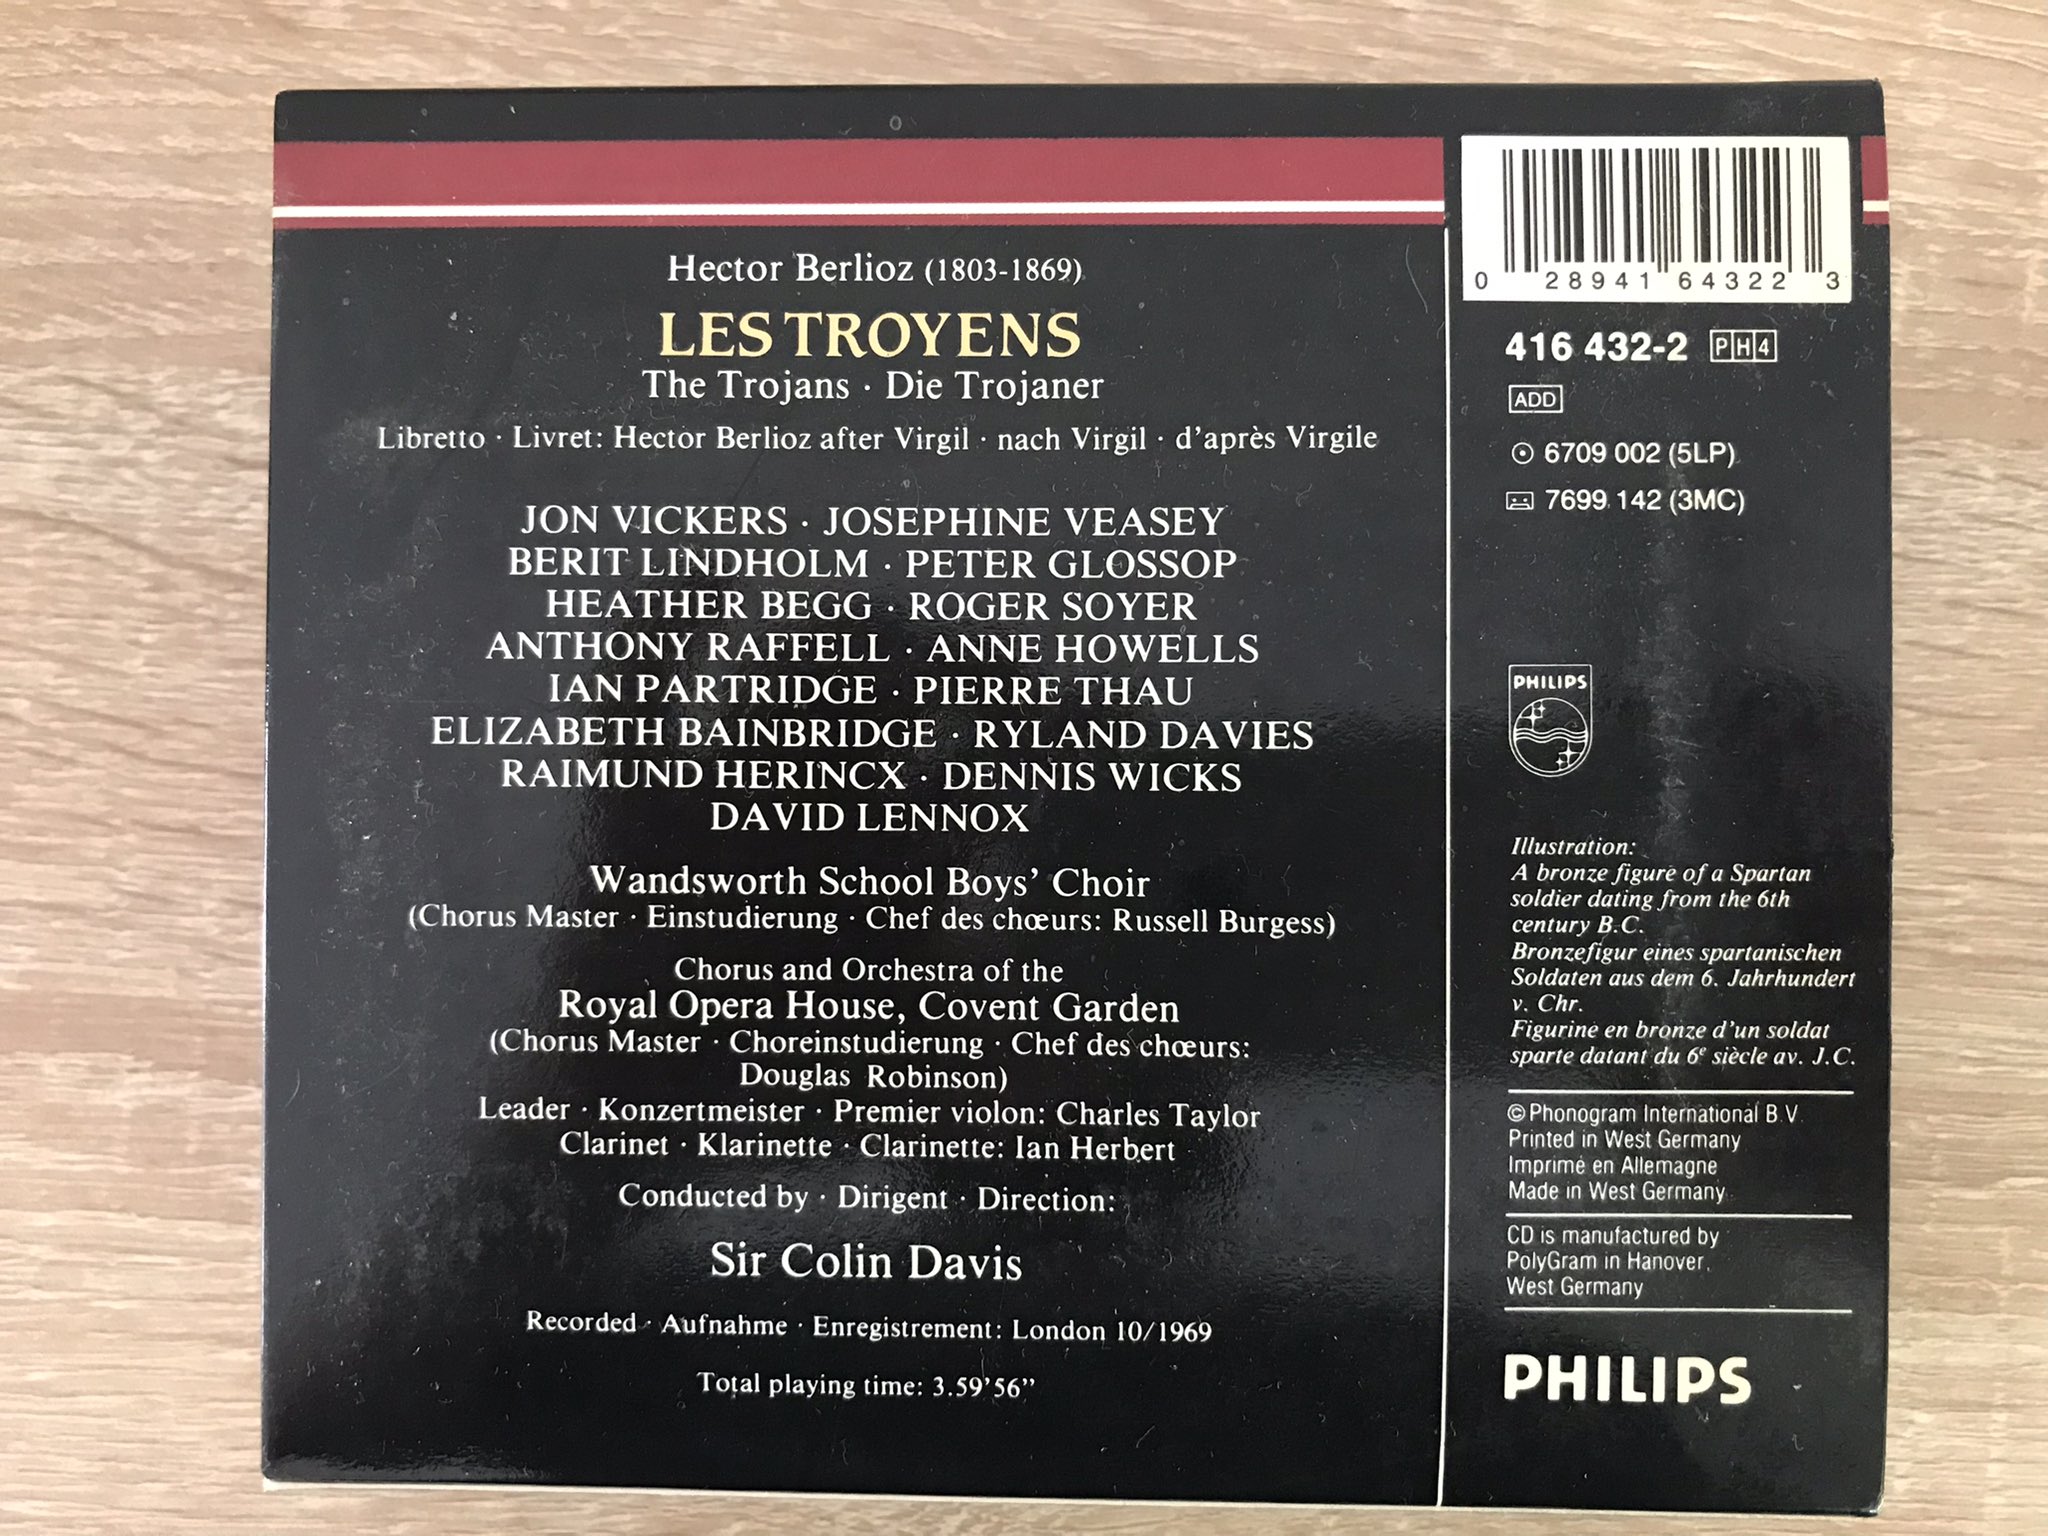 Hector Berlioz (1803-1869)
LES TROYENS
The Trojans · Die Trojaner
Libretto · Livret: Hector Berlioz after Virgil · nach Virgil · d'après Virgile
JON VICKERS · JOSEPHINE VEASEY
BERIT LINDHOLM · PETER GLOSSOP
HEATHER BEGG · ROGER SOYER
ANTHONY RAFFELL · ANNE HOWELLS
IAN PARTRIDGE · PIERRE THAU
ELIZABETH BAINBRIDGE · RYLAND DAVIES
RAIMUND HERINCX · DENNIS WICKS
DAVID LENNOX
Wandsworth School Boys' Choir
(Chorus Master · Einstudierung · Chef des chœurs: Russell Burgess)
Chorus and Orchestra of the
Royal Opera House, Covent Garden
(Chorus Master · Choreinstudierung · Chef des chœurs:
Douglas Robinson)
Leader · Konzertmeister · Premier violon: Charles Taylor
Clarinet · Klarinette · Clarinette: Ian Herbert
Conducted by · Dirigent · Direction:
Sir Colin Davis
Recorded · Aufnahme · Enregistrement: London 10/1969
Total playing time: 3.59'56"
0 28941 64322 3
416 432-2 PH4
ADD
6709 002 (5LP)
7699 142 (3MC)
PHILIPS
Illustration:
A bronze figure of a Spartan
soldier dating from the 6th
century B.C.
Bronzefigur eines spartanischen
Soldaten aus dem 6. Jahrhundert
v. Chr.
Figurine en bronze d'un soldat
sparte datant du 6e siècle av. J.C.
© Phonogram International B.V.
Printed in West Germany
Imprimé en Allemagne
Made in West Germany
CD is manufactured by
PolyGram in Hanover,
West Germany
PHILIPS